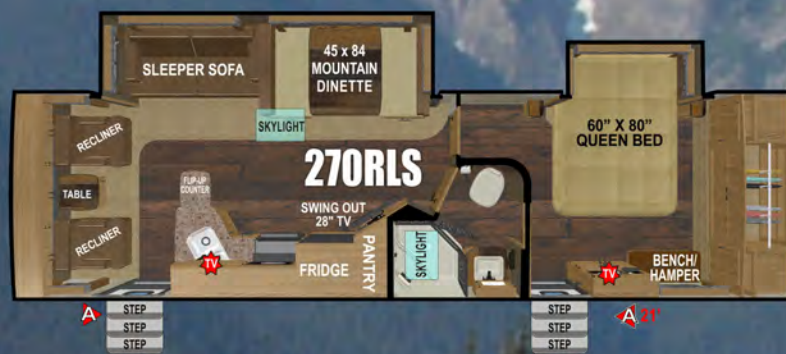 SLEEPER SOFA
45 x 84
MOUNTAIN
DINETTE
60" X 80"
QUEEN BED
RECLINER
SKYLIGHT
270RLS
TABLE
FLIP-UP
COUNTER
SWING OUT
28" TV
RECLINER
TV
FRIDGE
PANTRY
SKYLIGHT
TV
BENCH/
HAMPER
A
STEP
STEP
STEP
STEP
STEP
STEP
A 21'